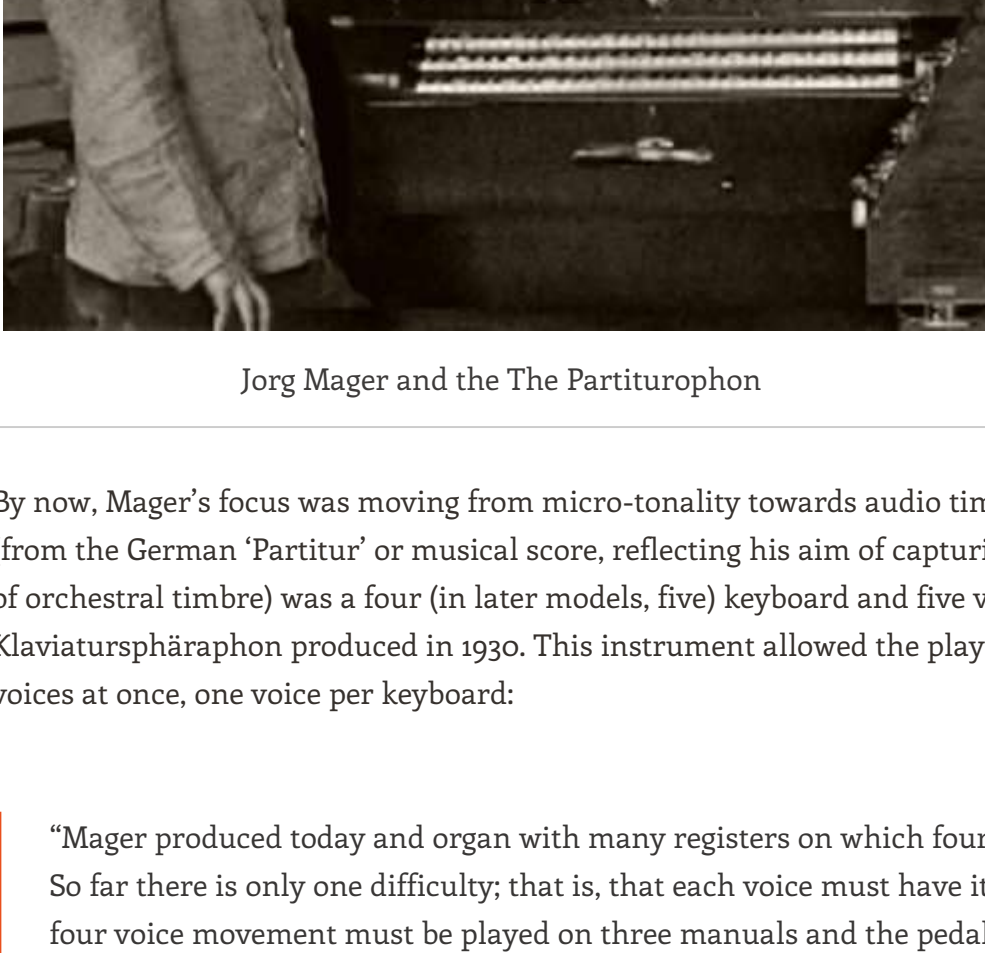 Jorg Mager and the The Partiturophon
By now, Mager’s focus was moving from micro-tonality towards audio tim
from the German ‘Partitur’ or musical score, reflecting his aim of capturi
of orchestral timbre) was a four (in later models, five) keyboard and five v
Klaviatursphäraphon produced in 1930. This instrument allowed the play
voices at once, one voice per keyboard:
“Mager produced today and organ with many registers on which four
So far there is only one difficulty; that is, that each voice must have it
four voice movement must be played on three manuals and the pedal